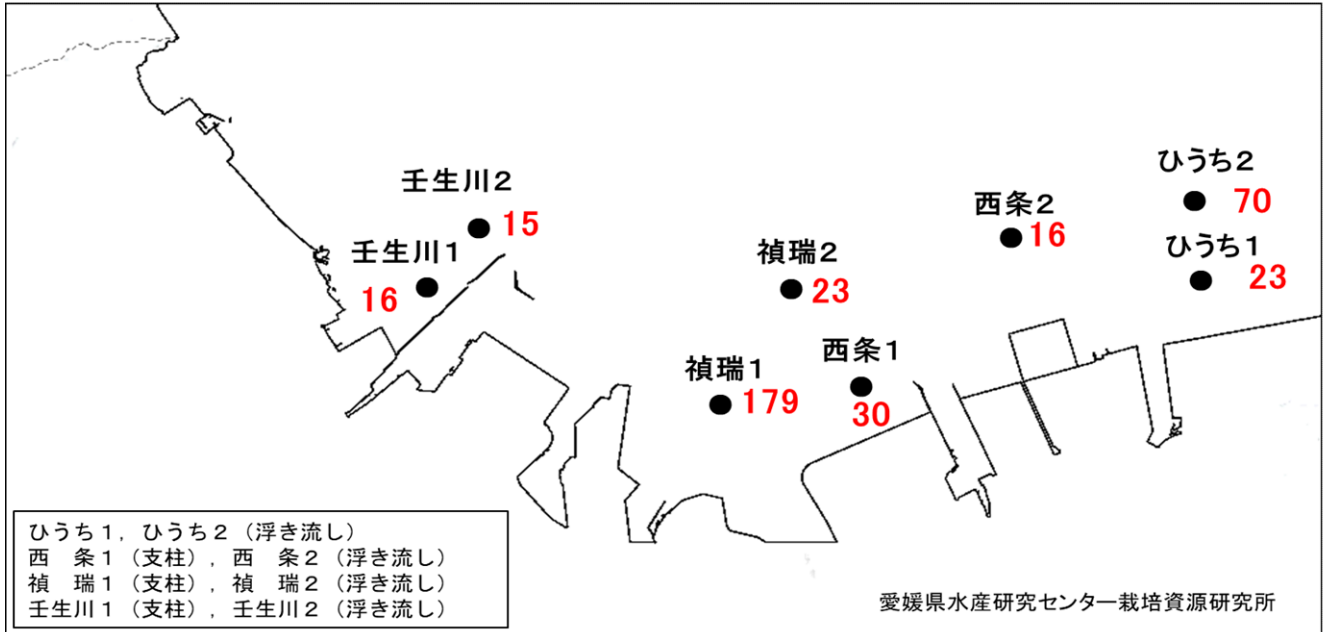 ひうち2
壬生川2
70
西条2
15
16
ひうち1
壬生川1
禎瑞2
23
16
23
西条1
禎瑞1
179
30
ひうち1，ひうち2（浮き流し）
西　条1（支柱），西　条2（浮き流し）
禎　瑞1（支柱），禎　瑞2（浮き流し）
壬生川1（支柱），壬生川2（浮き流し）
愛媛県水産研究センター栽培資源研究所